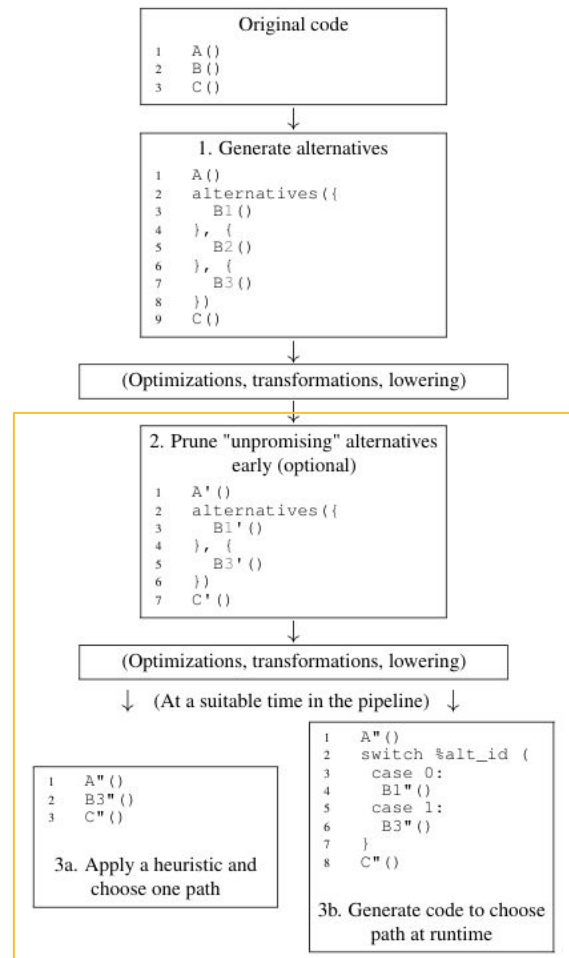 Original code
1 A()
2 B()
3 C()
↓
1. Generate alternatives
1 A()
2 alternatives({
3 B1()
4 }, {
5 B2()
6 }, {
7 B3()
8 })
9 C()
↓
(Optimizations, transformations, lowering)
↓
2. Prune "unpromising" alternatives
early (optional)
1 A'()
2 alternatives({
3 B1'()
4 }, {
5 B3'()
6 })
7 C'()
↓
(Optimizations, transformations, lowering)
↓ (At a suitable time in the pipeline) ↓
1 A"()
2 B3"()
3 C"()
3a. Apply a heuristic and
choose one path
1 A"()
2 switch %alt_id (
3 case 0:
4 B1"()
5 case 1:
6 B3"()
7 }
8 C"()
3b. Generate code to choose
path at runtime